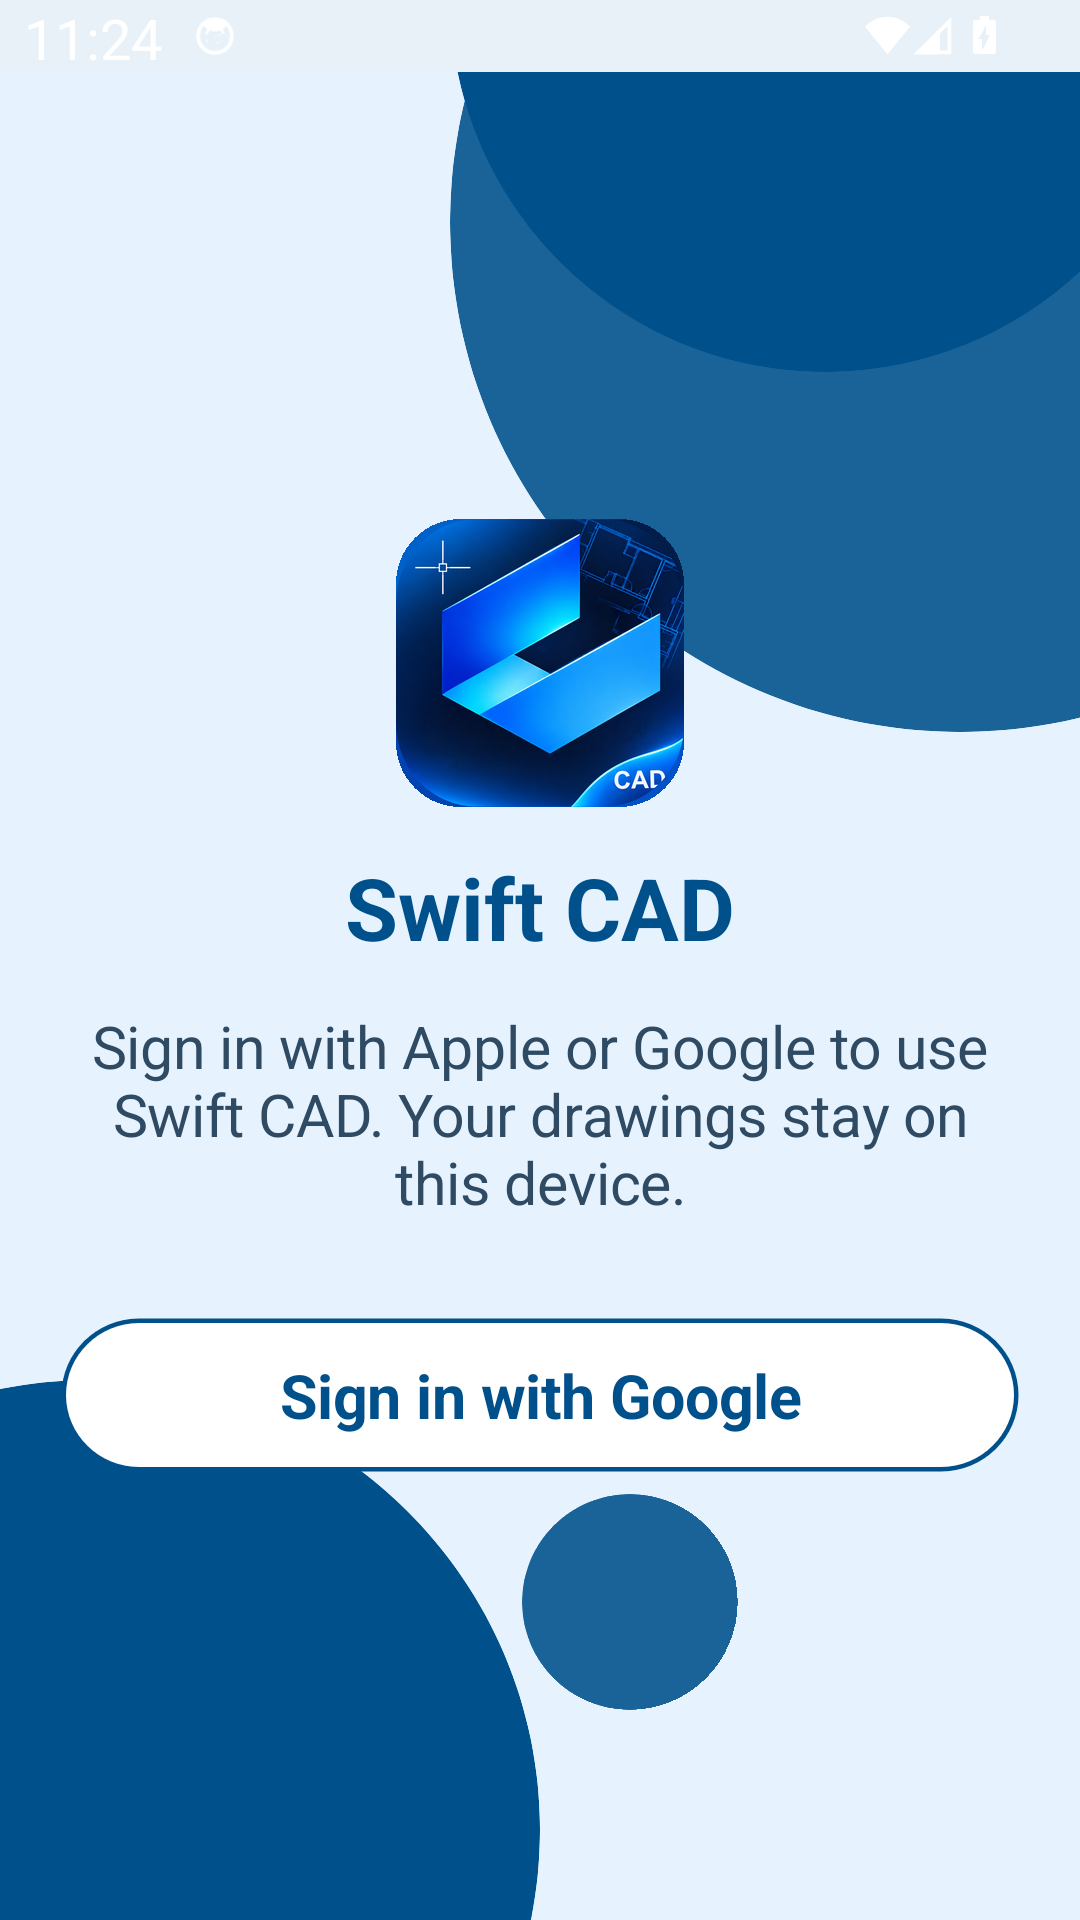 11:24
CAD
Swift CAD
Sign in with Apple or Google to use
Swift CAD. Your drawings stay on
this device.
Sign in with Google